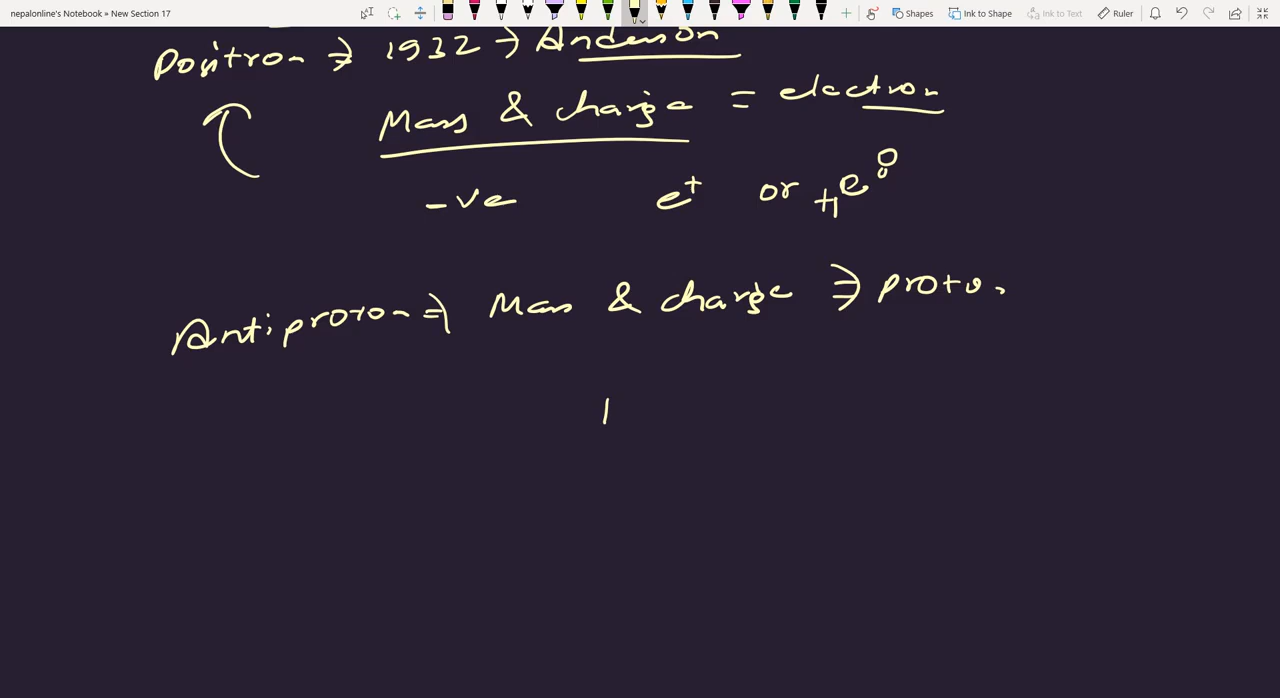 nepalonline's Notebook » New Section 17 Shapes Ink to Shape Ink to Text Ruler
Positron ⇒ 1932 → Anderson
Mass & charge = electron
-ve e⁺ or ₊₁e⁰
Antiproton ⇒ Mass & charge ⇒ proton